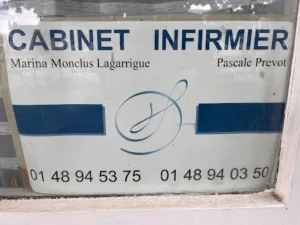 CABINET INFIRMIER
Marina Monclus Lagarrigue Pascale Prevot
01 48 94 53 75 01 48 94 03 50